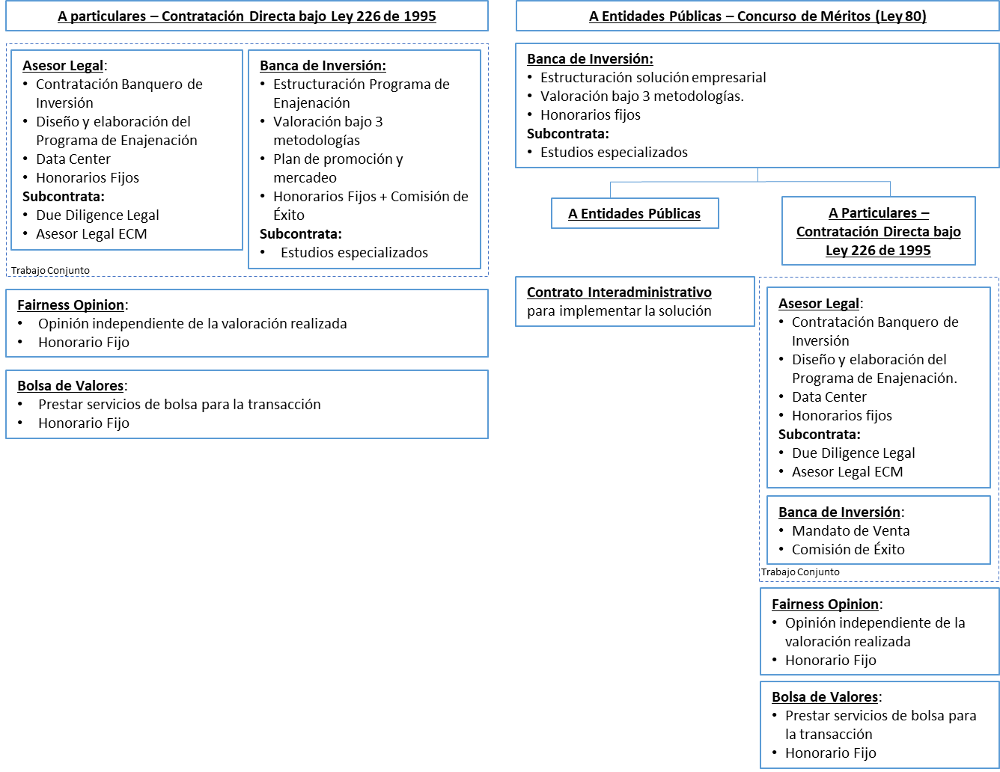 A particulares – Contratación Directa bajo Ley 226 de 1995
Asesor Legal:
• Contratación Banquero de
Inversión
• Diseño y elaboración del
Programa de Enajenación
• Data Center
• Honorarios Fijos
Subcontrata:
• Due Diligence Legal
• Asesor Legal ECM
Banca de Inversión:
• Estructuración Programa de
Enajenación
• Valoración bajo 3
metodologías
• Plan de promoción y
mercadeo
• Honorarios Fijos + Comisión de
Éxito
Subcontrata:
• Estudios especializados
Trabajo Conjunto
Fairness Opinion:
• Opinión independiente de la valoración realizada
• Honorario Fijo
Bolsa de Valores:
• Prestar servicios de bolsa para la transacción
• Honorario Fijo
A Entidades Públicas – Concurso de Méritos (Ley 80)
Banca de Inversión:
• Estructuración solución empresarial
• Valoración bajo 3 metodologías.
• Honorarios fijos
Subcontrata:
• Estudios especializados
A Entidades Públicas
Contrato Interadministrativo
para implementar la solución
A Particulares –
Contratación Directa bajo
Ley 226 de 1995
Asesor Legal:
• Contratación Banquero de
Inversión
• Diseño y elaboración del
Programa de Enajenación.
• Data Center
• Honorarios fijos
Subcontrata:
• Due Diligence Legal
• Asesor Legal ECM
Banca de Inversión:
• Mandato de Venta
• Comisión de Éxito
Trabajo Conjunto
Fairness Opinion:
• Opinión independiente de la
valoración realizada
• Honorario Fijo
Bolsa de Valores:
• Prestar servicios de bolsa para
la transacción
• Honorario Fijo